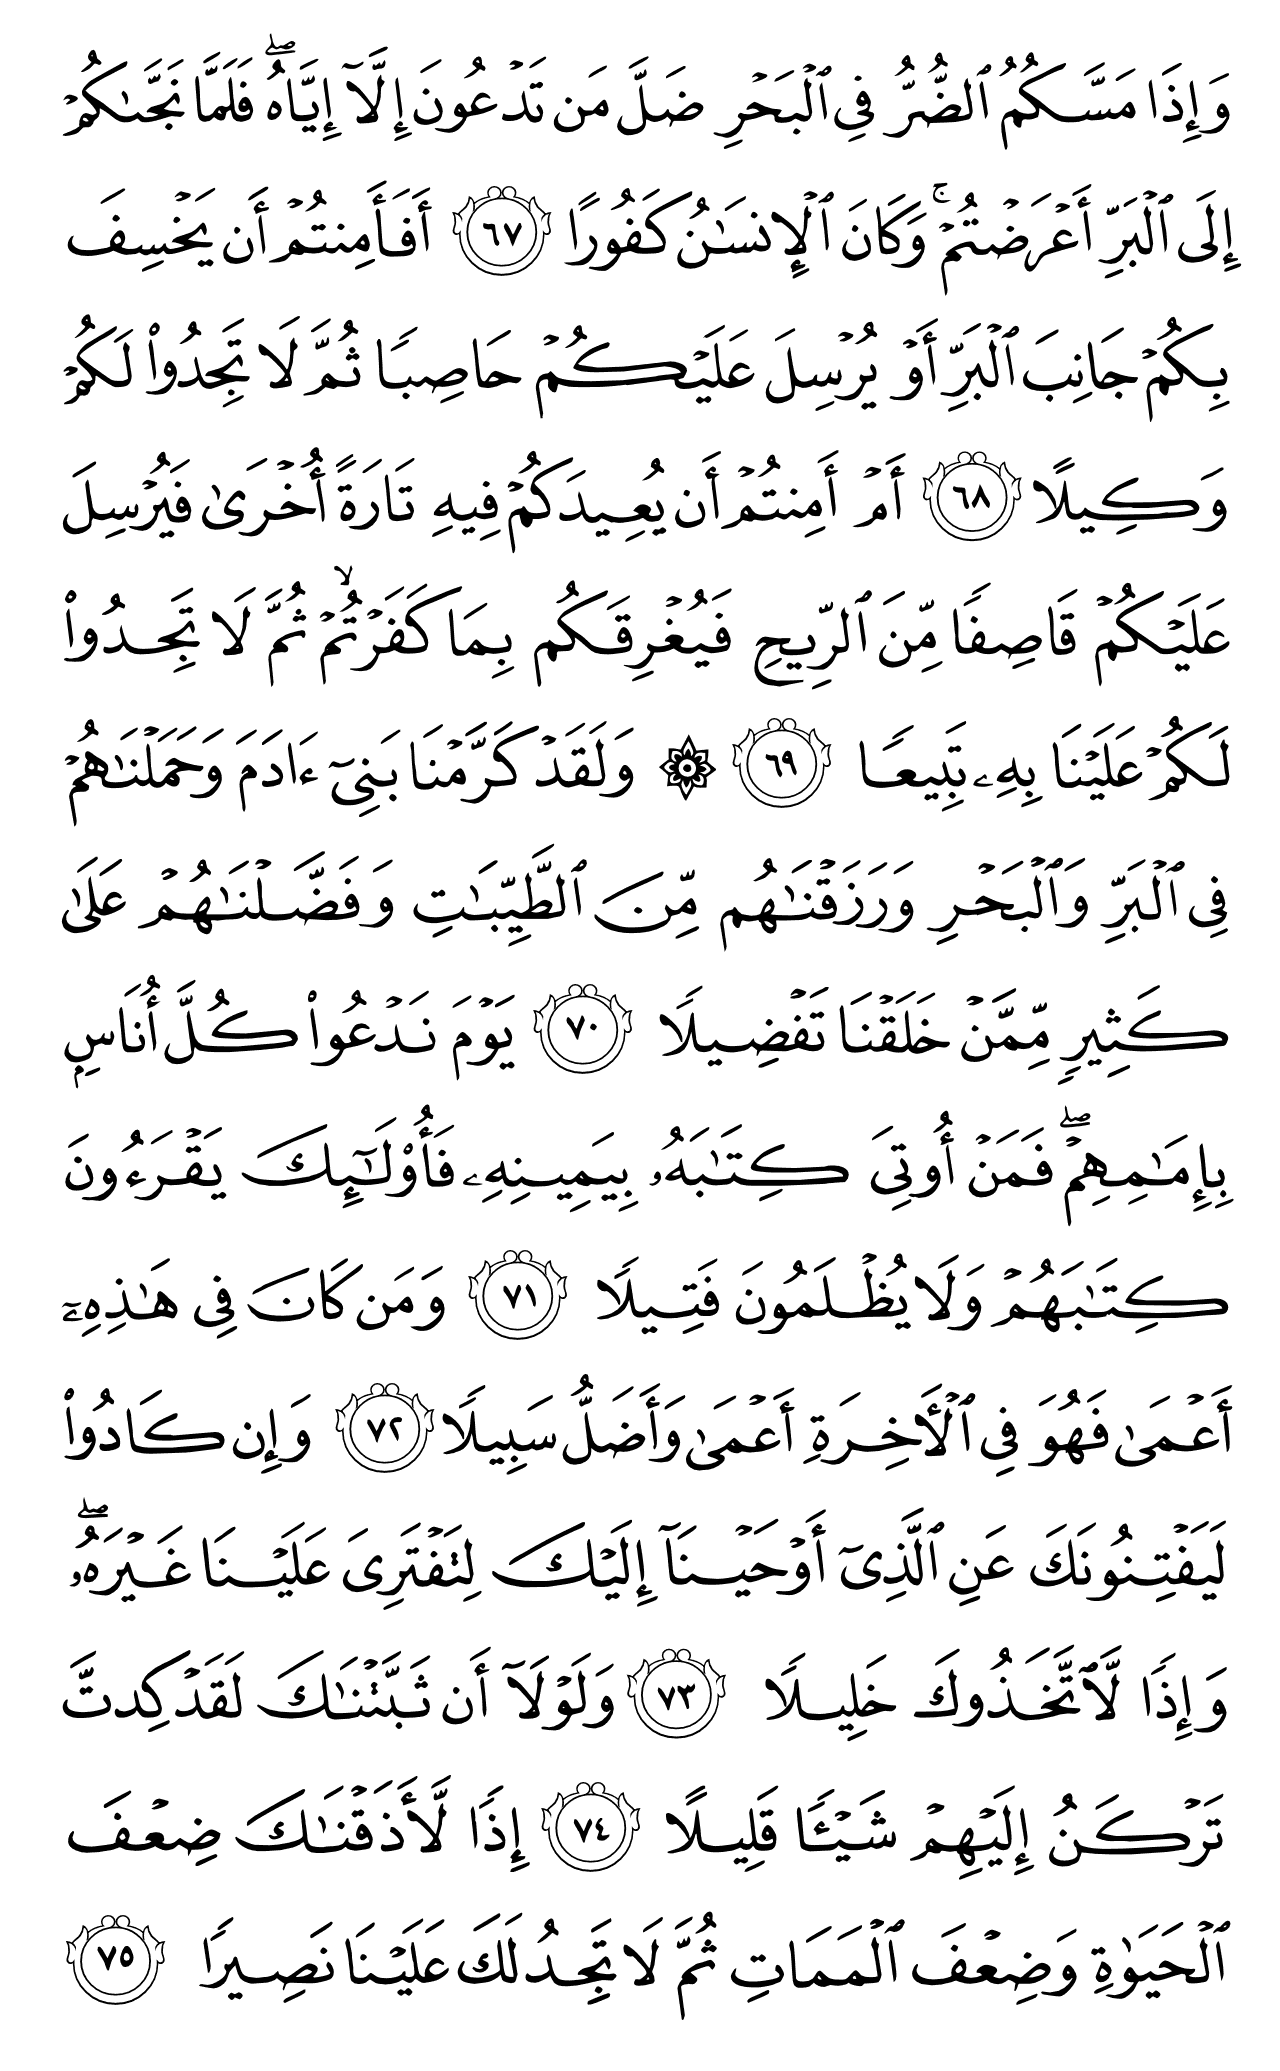 وَإِذَا مَسَّكُمُ ٱلضُّرُّ فِي ٱلۡبَحۡرِ ضَلَّ مَن تَدۡعُونَ إِلَّآ إِيَّاهُۖ فَلَمَّا نَجَّىٰكُمۡ
إِلَى ٱلۡبَرِّ أَعۡرَضۡتُمۡۚ وَكَانَ ٱلۡإِنسَٰنُ كَفُورًا ٦٧ أَفَأَمِنتُمۡ أَن يَخۡسِفَ
بِكُمۡ جَانِبَ ٱلۡبَرِّ أَوۡ يُرۡسِلَ عَلَيۡكُمۡ حَاصِبٗا ثُمَّ لَا تَجِدُواْ لَكُمۡ
وَكِيلًا ٦٨ أَمۡ أَمِنتُمۡ أَن يُعِيدَكُمۡ فِيهِ تَارَةً أُخۡرَىٰ فَيُرۡسِلَ
عَلَيۡكُمۡ قَاصِفٗا مِّنَ ٱلرِّيحِ فَيُغۡرِقَكُم بِمَا كَفَرۡتُمۡۙ ثُمَّ لَا تَجِدُواْ
لَكُمۡ عَلَيۡنَا بِهِۦ تَبِيعٗا ٦٩ ۞ وَلَقَدۡ كَرَّمۡنَا بَنِيٓ ءَادَمَ وَحَمَلۡنَٰهُمۡ
فِي ٱلۡبَرِّ وَٱلۡبَحۡرِ وَرَزَقۡنَٰهُم مِّنَ ٱلطَّيِّبَٰتِ وَفَضَّلۡنَٰهُمۡ عَلَىٰ
كَثِيرٖ مِّمَّنۡ خَلَقۡنَا تَفۡضِيلٗا ٧٠ يَوۡمَ نَدۡعُواْ كُلَّ أُنَاسِۭ
بِإِمَٰمِهِمۡۖ فَمَنۡ أُوتِيَ كِتَٰبَهُۥ بِيَمِينِهِۦ فَأُوْلَٰٓئِكَ يَقۡرَءُونَ
كِتَٰبَهُمۡ وَلَا يُظۡلَمُونَ فَتِيلٗا ٧١ وَمَن كَانَ فِي هَٰذِهِۦٓ
أَعۡمَىٰ فَهُوَ فِي ٱلۡأٓخِرَةِ أَعۡمَىٰ وَأَضَلُّ سَبِيلٗا ٧٢ وَإِن كَادُواْ
لَيَفۡتِنُونَكَ عَنِ ٱلَّذِيٓ أَوۡحَيۡنَآ إِلَيۡكَ لِتَفۡتَرِيَ عَلَيۡنَا غَيۡرَهُۥۖ
وَإِذٗا لَّٱتَّخَذُوكَ خَلِيلٗا ٧٣ وَلَوۡلَآ أَن ثَبَّتۡنَٰكَ لَقَدۡ كِدتَّ
تَرۡكَنُ إِلَيۡهِمۡ شَيۡـٔٗا قَلِيلًا ٧٤ إِذٗا لَّأَذَقۡنَٰكَ ضِعۡفَ
ٱلۡحَيَوٰةِ وَضِعۡفَ ٱلۡمَمَاتِ ثُمَّ لَا تَجِدُ لَكَ عَلَيۡنَا نَصِيرٗا ٧٥